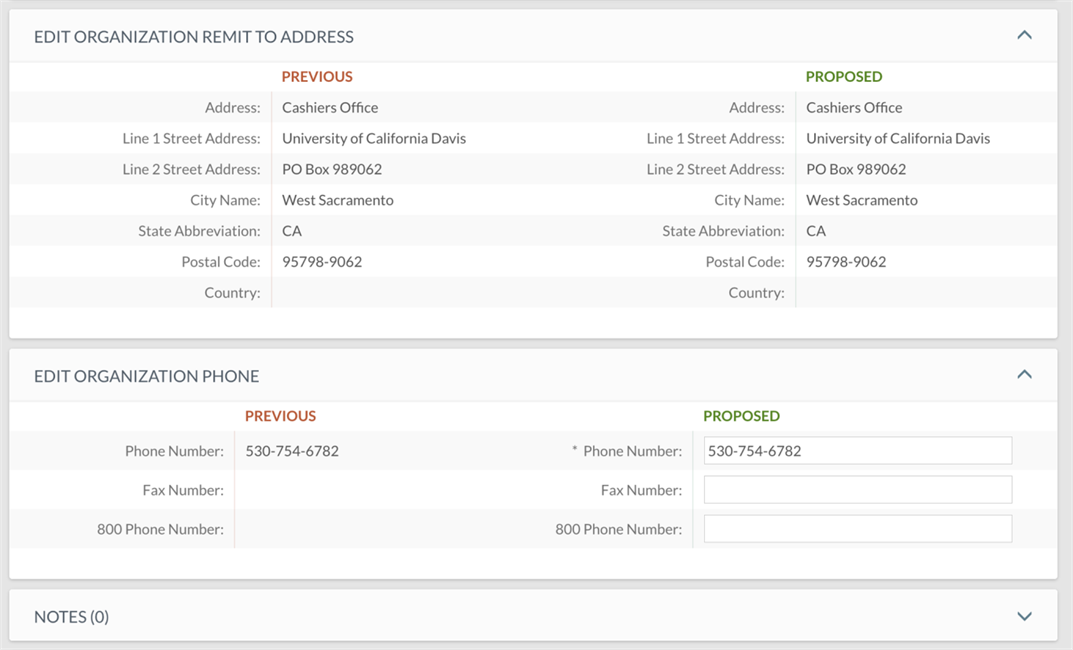 EDIT ORGANIZATION REMIT TO ADDRESS
PREVIOUS PROPOSED
Address: Cashiers Office Address: Cashiers Office
Line 1 Street Address: University of California Davis Line 1 Street Address: University of California Davis
Line 2 Street Address: PO Box 989062 Line 2 Street Address: PO Box 989062
City Name: West Sacramento City Name: West Sacramento
State Abbreviation: CA State Abbreviation: CA
Postal Code: 95798-9062 Postal Code: 95798-9062
Country: Country:
EDIT ORGANIZATION PHONE
PREVIOUS PROPOSED
Phone Number: 530-754-6782 * Phone Number: 530-754-6782
Fax Number: Fax Number:
800 Phone Number: 800 Phone Number:
NOTES (0)